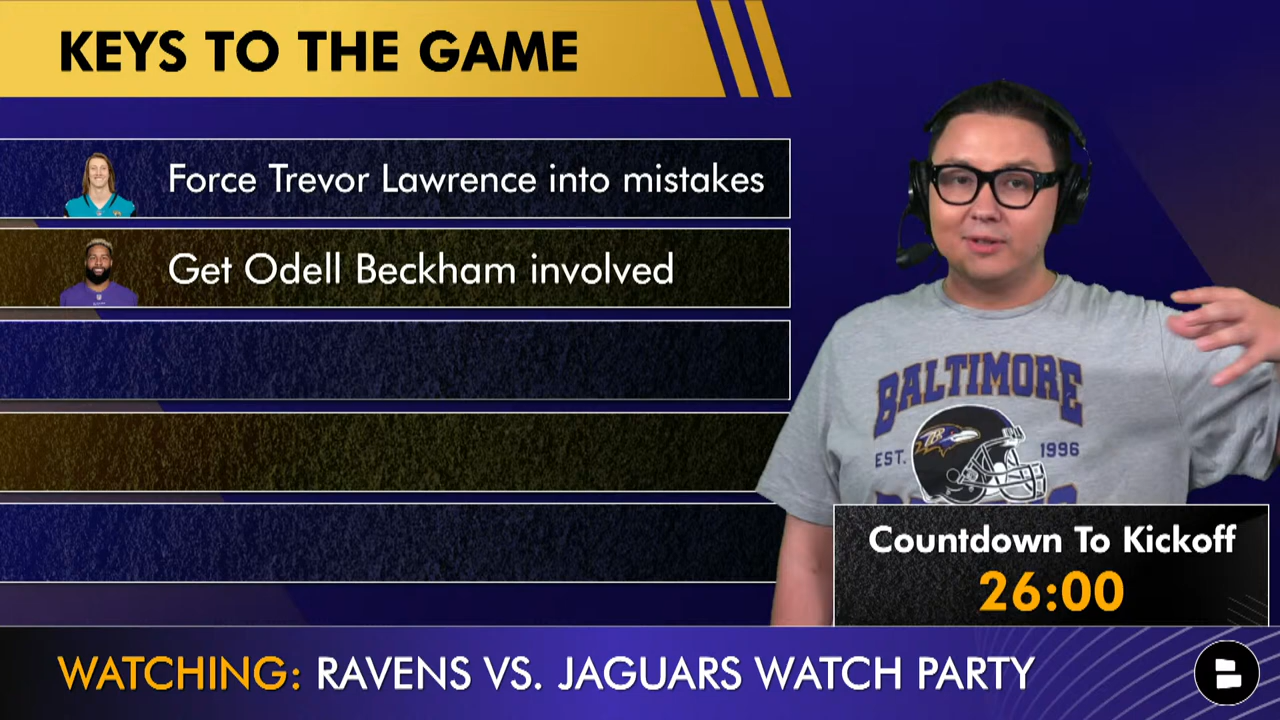 KEYS TO THE GAME
Force Trevor Lawrence into mistakes
Get Odell Beckham involved
BALTIMORE
EST. 1996
Countdown To Kickoff
26:00
WATCHING: RAVENS VS. JAGUARS WATCH PARTY